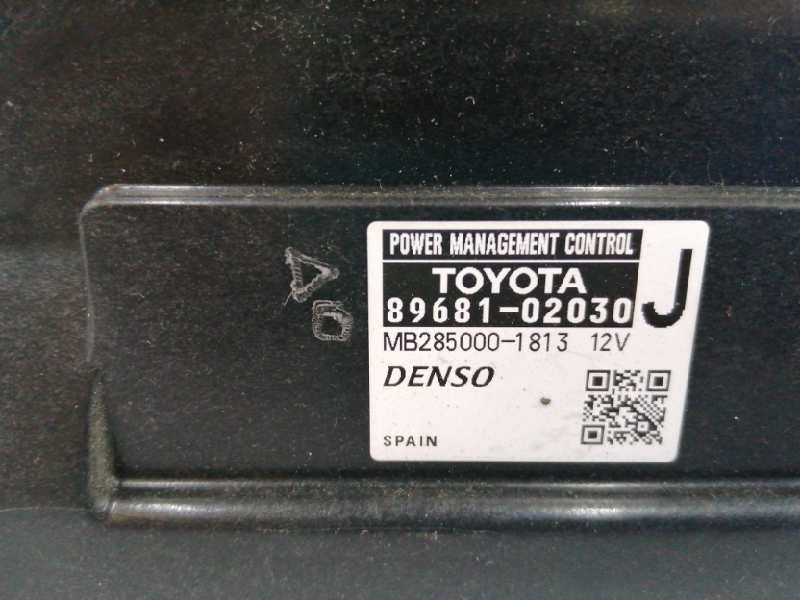 POWER MANAGEMENT CONTROL
TOYOTA
89681-02030
J
MB285000-1813 12V
DENSO
SPAIN